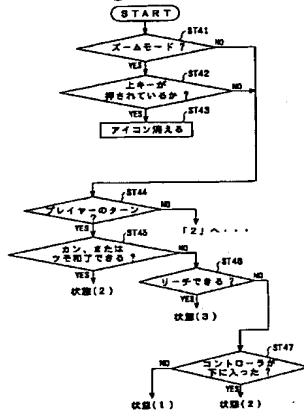 START
ST41
ズームモード?
NO
YES
ST42
上キーが
押されているか?
NO
YES
ST43
アイコン消える
ST44
プレイヤーのターン
?
NO
YES
「2」へ・・・
ST45
カン、または
ツモ和了できる?
NO
YES
状態(2)
ST46
リーチできる?
NO
YES
状態(3)
ST47
コントローラが
下に入った?
NO
YES
状態(1)
状態(2)